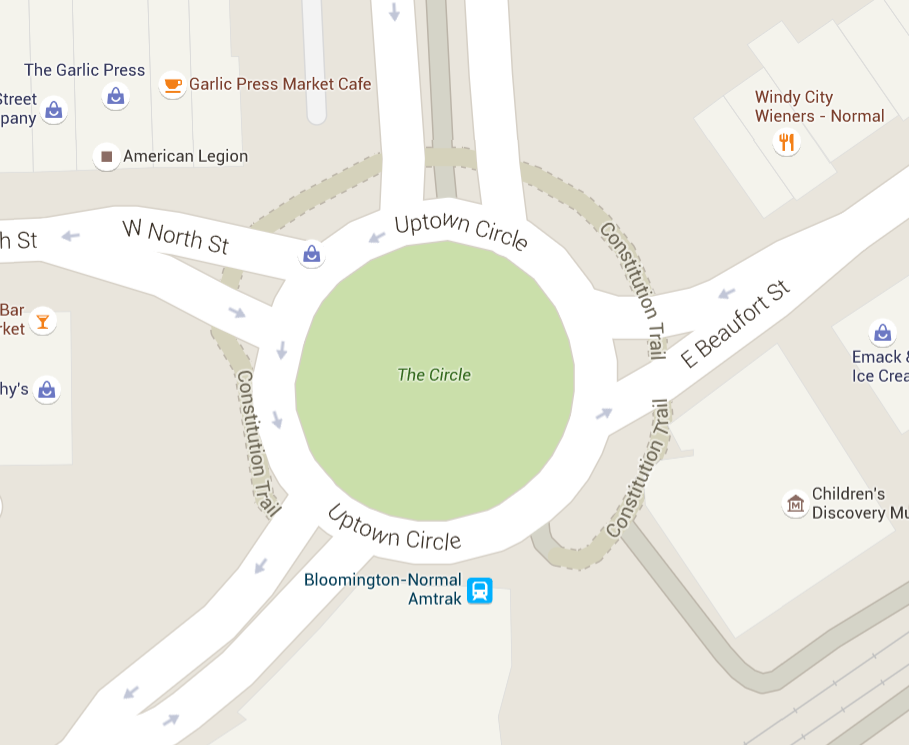 The Garlic Press
Garlic Press Market Cafe
Street
pany
American Legion
Windy City
Wieners - Normal
Uptown Circle
W North St
h St
Constitution Trail
E Beaufort St
Bar
rket
hy's
The Circle
Emack &
Ice Crea
Constitution Trail
Constitution Trail
Children's
Discovery Mu
Uptown Circle
Bloomington-Normal
Amtrak